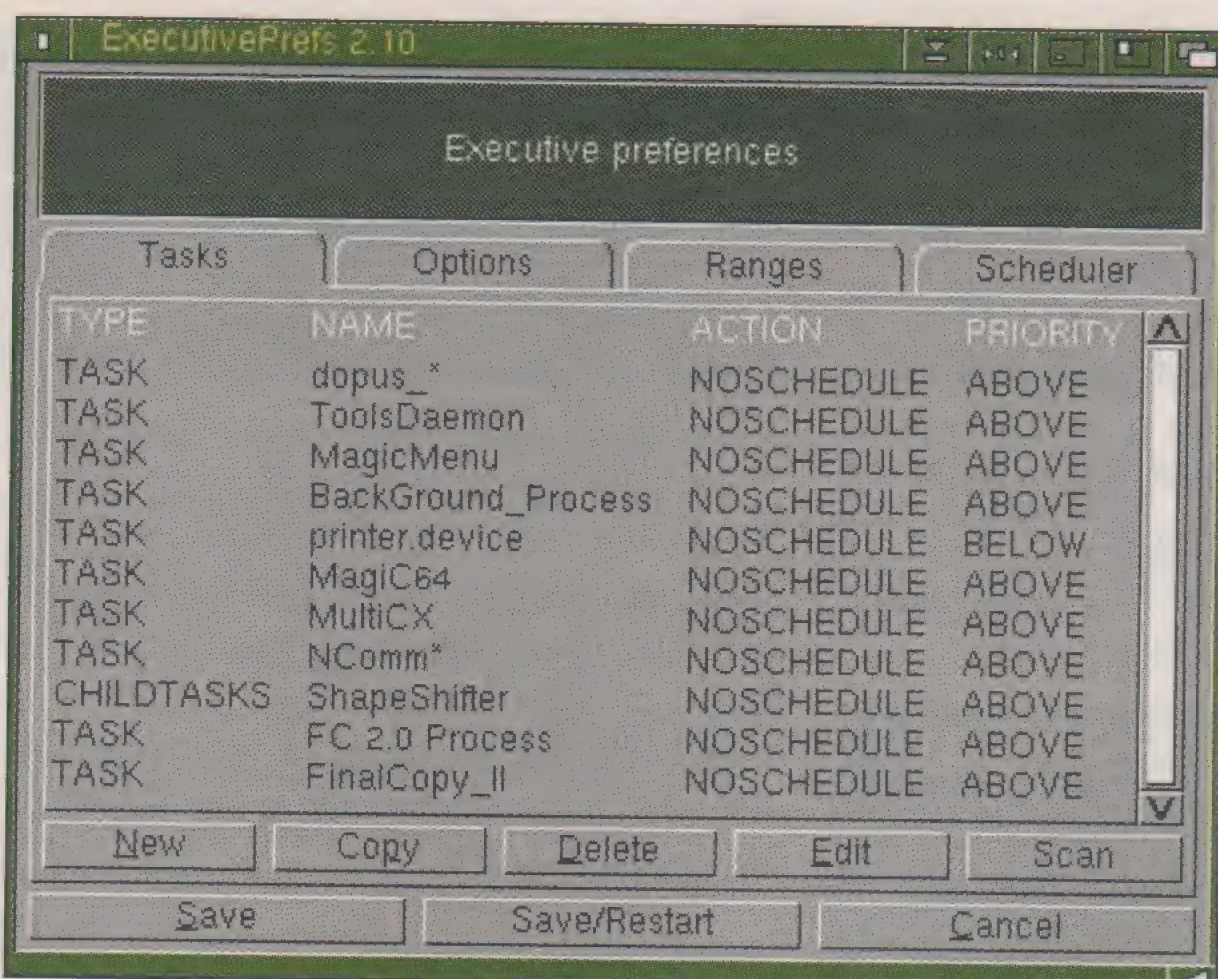 ExecutivePrefs 2.10
Executive preferences
Tasks Options Ranges Scheduler
TYPE NAME ACTION PRIORITY
TASK dopus_* NOSCHEDULE ABOVE
TASK ToolsDaemon NOSCHEDULE ABOVE
TASK MagicMenu NOSCHEDULE ABOVE
TASK BackGround_Process NOSCHEDULE ABOVE
TASK printer.device NOSCHEDULE BELOW
TASK MagiC64 NOSCHEDULE ABOVE
TASK MultiCX NOSCHEDULE ABOVE
TASK NComm* NOSCHEDULE ABOVE
CHILDTASKS ShapeShifter NOSCHEDULE ABOVE
TASK FC 2.0 Process NOSCHEDULE ABOVE
TASK FinalCopy_II NOSCHEDULE ABOVE
New Copy Delete Edit Scan
Save Save/Restart Cancel